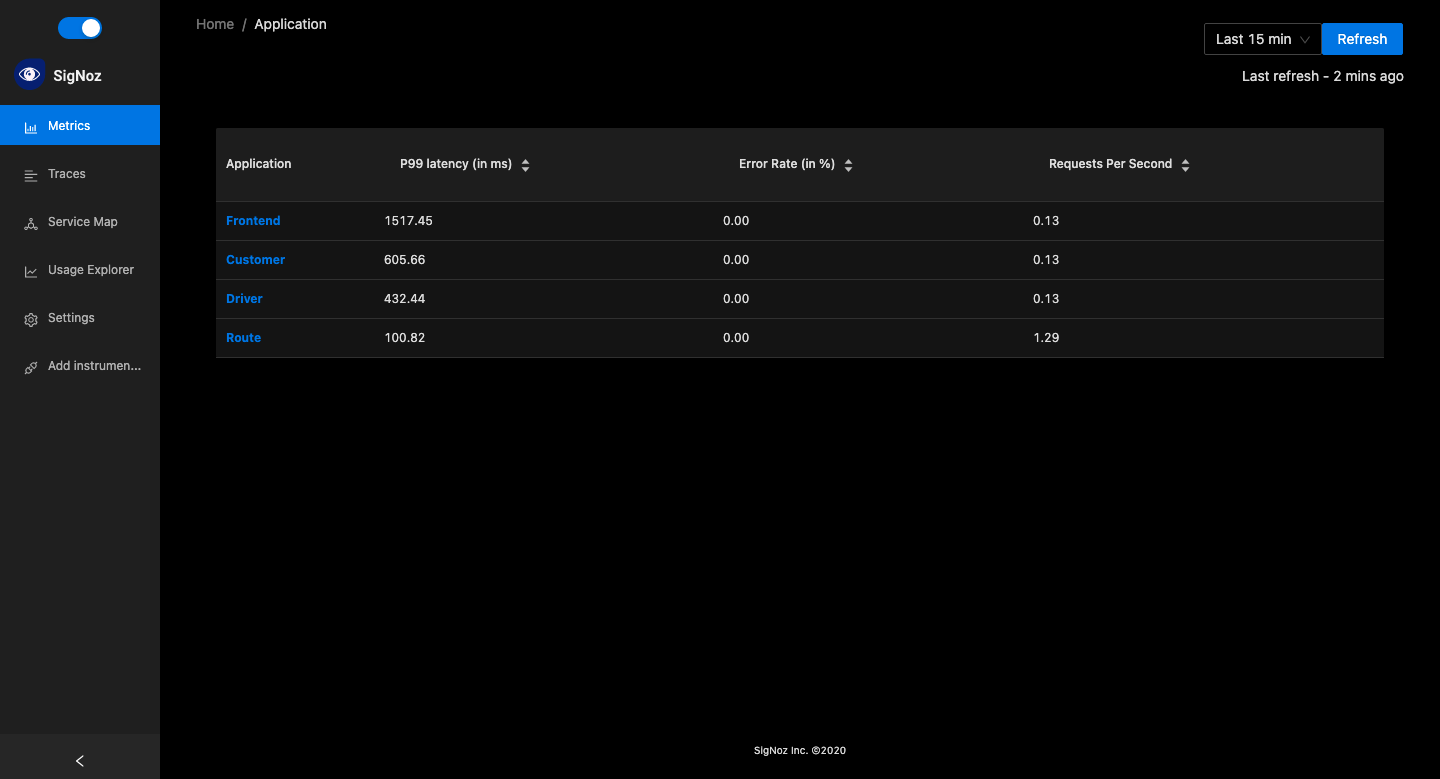 SigNoz
Metrics
Traces
Service Map
Usage Explorer
Settings
Add instrumen...
Home / Application
Last 15 min Refresh
Last refresh - 2 mins ago
Application P99 latency (in ms) Error Rate (in %) Requests Per Second
Frontend 1517.45 0.00 0.13
Customer 605.66 0.00 0.13
Driver 432.44 0.00 0.13
Route 100.82 0.00 1.29
SigNoz Inc. ©2020